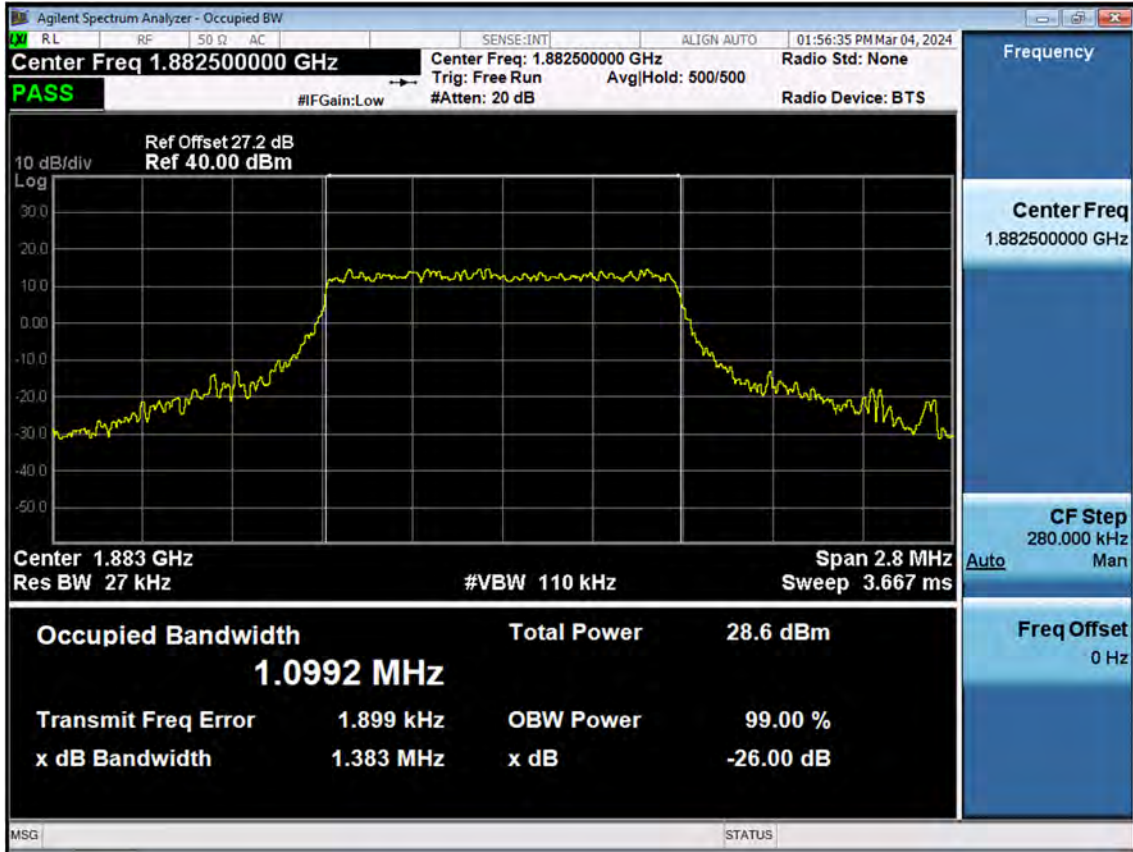 Agilent Spectrum Analyzer - Occupied BW
LXI RL RF 50 Ω AC SENSE:INT ALIGN AUTO 01:56:35 PM Mar 04, 2024
Center Freq 1.882500000 GHz Center Freq: 1.882500000 GHz Radio Std: None
Trig: Free Run Avg|Hold: 500/500
PASS #IFGain:Low #Atten: 20 dB Radio Device: BTS
Ref Offset 27.2 dB
10 dB/div Ref 40.00 dBm
Log
30.0
20.0
10.0
0.00
-10.0
-20.0
-30.0
-40.0
-50.0
Center 1.883 GHz Span 2.8 MHz
Res BW 27 kHz #VBW 110 kHz Sweep 3.667 ms
Occupied Bandwidth Total Power 28.6 dBm
1.0992 MHz
Transmit Freq Error 1.899 kHz OBW Power 99.00 %
x dB Bandwidth 1.383 MHz x dB -26.00 dB
MSG STATUS
Frequency
Center Freq
1.882500000 GHz
CF Step
280.000 kHz
Auto Man
Freq Offset
0 Hz